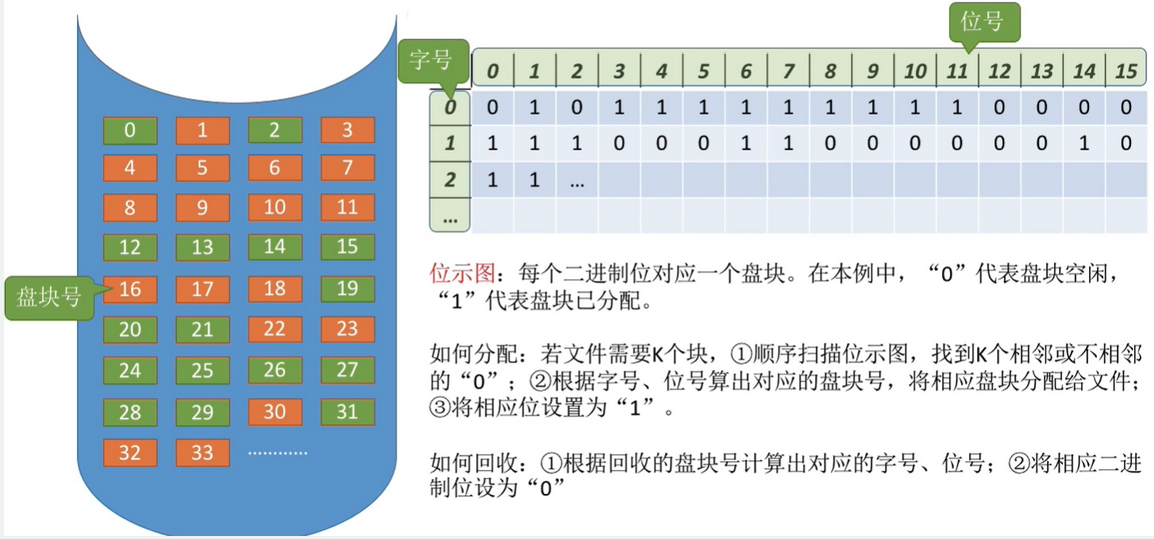 位号
字号
0 1 2 3 4 5 6 7 8 9 10 11 12 13 14 15
0 0 1 0 1 1 1 1 1 1 1 1 1 0 0 0 0
1 1 1 1 0 0 0 1 1 0 0 0 0 0 0 1 0
2 1 1 …
…
0 1 2 3
4 5 6 7
8 9 10 11
12 13 14 15
盘块号
16 17 18 19
20 21 22 23
24 25 26 27
28 29 30 31
32 33 …………
位示图：每个二进制位对应一个盘块。在本例中，“0”代表盘块空闲，
“1”代表盘块已分配。
如何分配：若文件需要K个块，①顺序扫描位示图，找到K个相邻或不相邻
的“0”；②根据字号、位号算出对应的盘块号，将相应盘块分配给文件；
③将相应位设置为“1”。
如何回收：①根据回收的盘块号计算出对应的字号、位号；②将相应二进
制位设为“0”